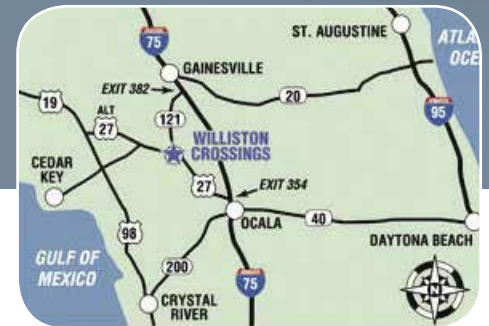 75
ST. AUGUSTINE
ATLA
OCE
GAINESVILLE
EXIT 382
19
20
95
ALT
27
121
WILLISTON
CROSSINGS
CEDAR
KEY
27
EXIT 354
OCALA
40
98
DAYTONA BEACH
GULF OF
MEXICO
200
75
N
CRYSTAL
RIVER